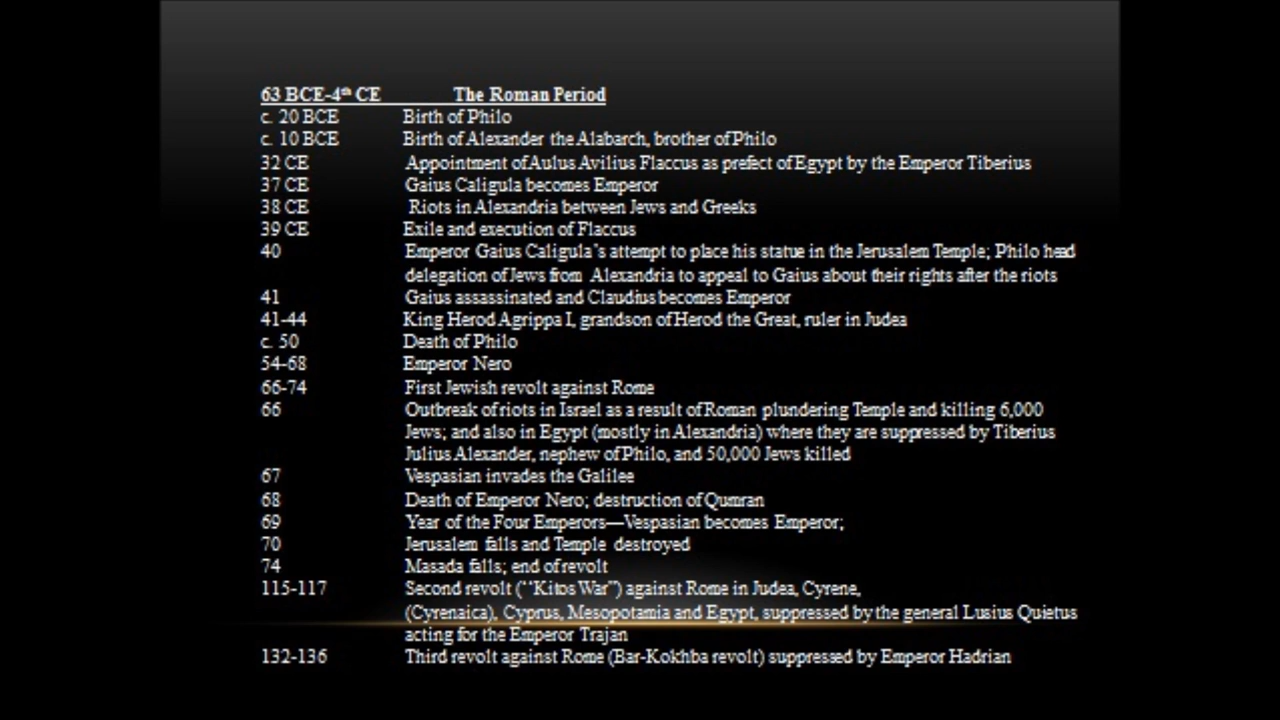 63 BCE-4th CE The Roman Period
c. 20 BCE Birth of Philo
c. 10 BCE Birth of Alexander the Alabarch, brother of Philo
32 CE Appointment of Aulus Avilius Flaccus as prefect of Egypt by the Emperor Tiberius
37 CE Gaius Caligula becomes Emperor
38 CE Riots in Alexandria between Jews and Greeks
39 CE Exile and execution of Flaccus
40 Emperor Gaius Caligula's attempt to place his statue in the Jerusalem Temple; Philo head
delegation of Jews from Alexandria to appeal to Gaius about their rights after the riots
41 Gaius assassinated and Claudius becomes Emperor
41-44 King Herod Agrippa I, grandson of Herod the Great, ruler in Judea
c. 50 Death of Philo
54-68 Emperor Nero
66-74 First Jewish revolt against Rome
66 Outbreak of riots in Israel as a result of Roman plundering Temple and killing 6,000
Jews; and also in Egypt (mostly in Alexandria) where they are suppressed by Tiberius
Julius Alexander, nephew of Philo, and 50,000 Jews killed
67 Vespasian invades the Galilee
68 Death of Emperor Nero; destruction of Qumran
69 Year of the Four Emperors—Vespasian becomes Emperor;
70 Jerusalem falls and Temple destroyed
74 Masada falls; end of revolt
115-117 Second revolt ("Kitos War") against Rome in Judea, Cyrene,
(Cyrenaica), Cyprus, Mesopotamia and Egypt, suppressed by the general Lusius Quietus
acting for the Emperor Trajan
132-136 Third revolt against Rome (Bar-Kokhba revolt) suppressed by Emperor Hadrian